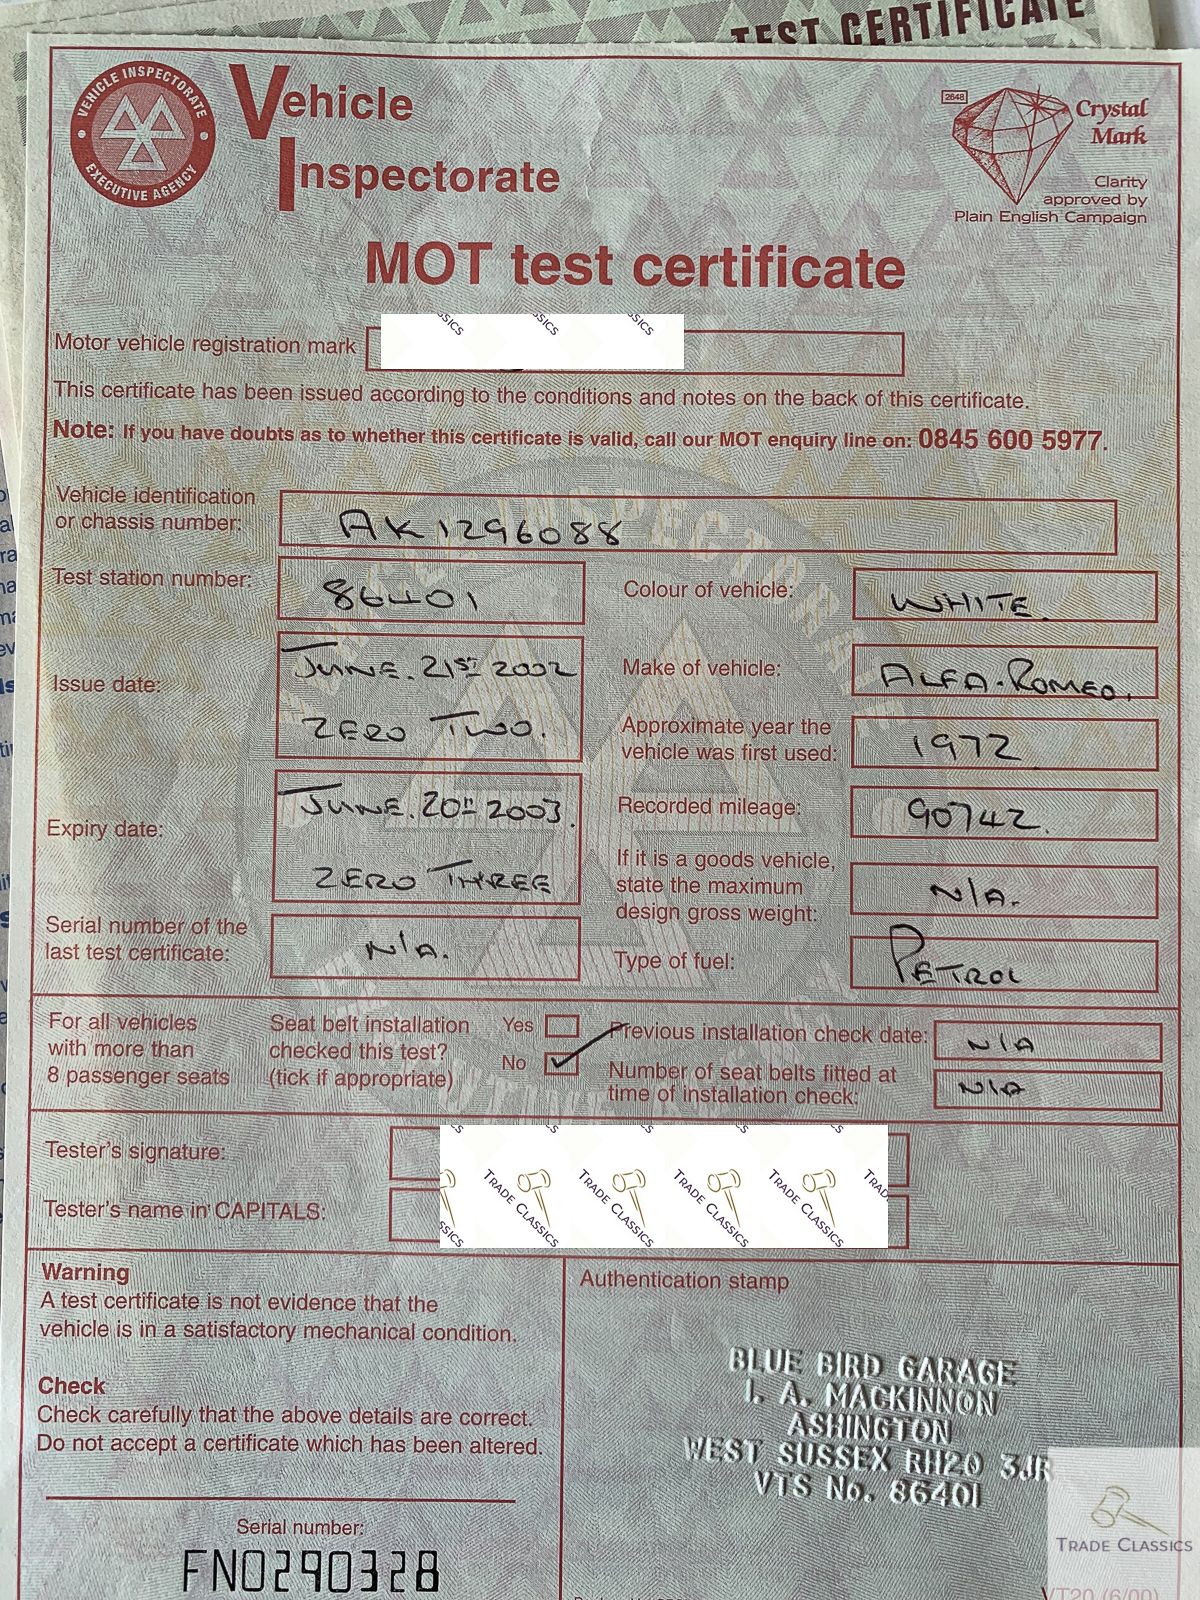 TEST CERTIFICATE
VEHICLE INSPECTORATE
EXECUTIVE AGENCY
Vehicle
Inspectorate
2648
Crystal
Mark
Clarity
approved by
Plain English Campaign
MOT test certificate
Motor vehicle registration mark
This certificate has been issued according to the conditions and notes on the back of this certificate.
Note: If you have doubts as to whether this certificate is valid, call our MOT enquiry line on: 0845 600 5977.
Vehicle identification
or chassis number: AK1296088
Test station number: 86401
Colour of vehicle: WHITE.
Issue date: JUNE. 21ST 2002
ZERO TWO.
Make of vehicle: ALFA-ROMEO.
Approximate year the
vehicle was first used: 1972
Expiry date: JUNE. 20TH 2003.
ZERO THREE
Recorded mileage: 90742.
If it is a goods vehicle,
state the maximum
design gross weight: N/A.
Serial number of the
last test certificate: N/A.
Type of fuel: PETROL
For all vehicles
with more than
8 passenger seats
Seat belt installation
checked this test?
(tick if appropriate)
Yes
No
Previous installation check date: N/A
Number of seat belts fitted at
time of installation check: N/A
Tester's signature:
Tester's name in CAPITALS:
TRADE CLASSICS TRADE CLASSICS TRADE CLASSICS TRADE CLASSICS
Warning
A test certificate is not evidence that the
vehicle is in a satisfactory mechanical condition.
Check
Check carefully that the above details are correct.
Do not accept a certificate which has been altered.
Serial number:
FN0290328
Authentication stamp
BLUE BIRD GARAGE
I. A. MACKINNON
ASHINGTON
WEST SUSSEX RH20 3JR
VTS No. 86401
TRADE CLASSICS
VT20 (6/00)